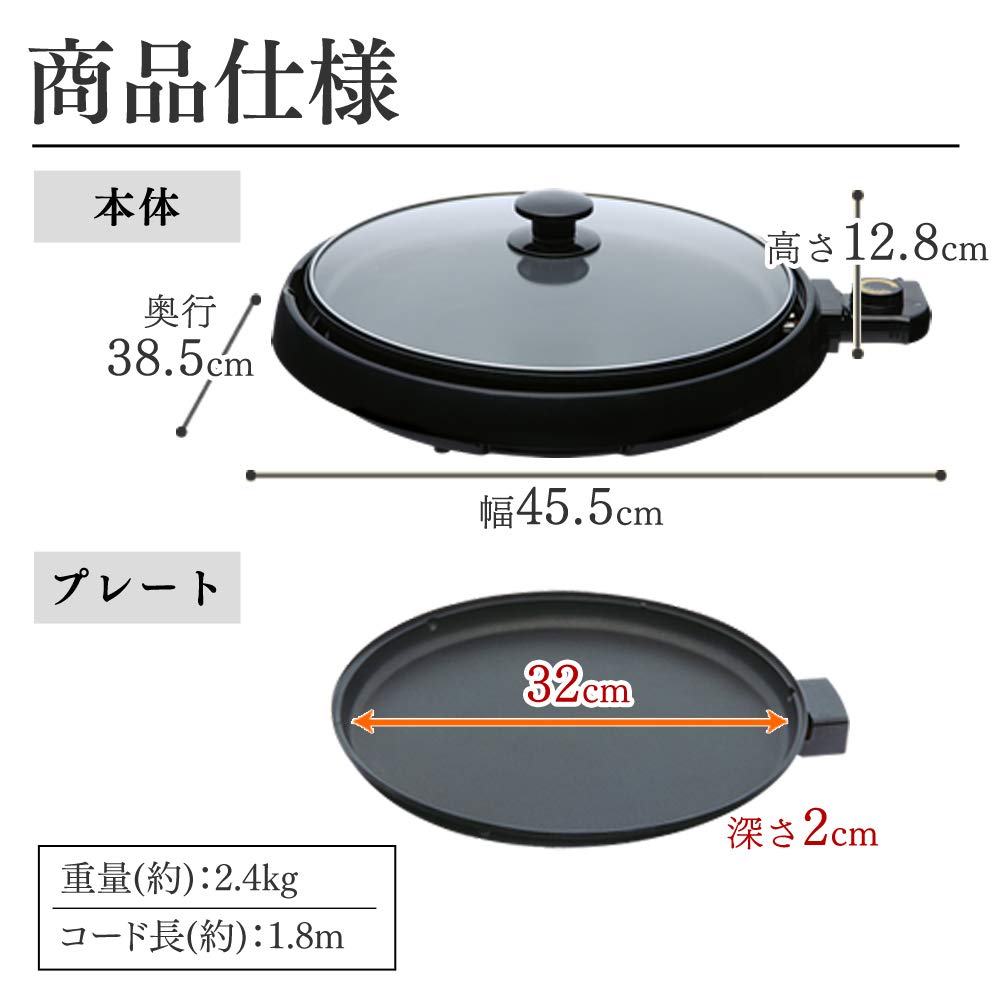 商品仕様
本体
高さ12.8cm
奥行
38.5cm
幅45.5cm
プレート
32cm
深さ2cm
重量(約):2.4kg
コード長(約):1.8m